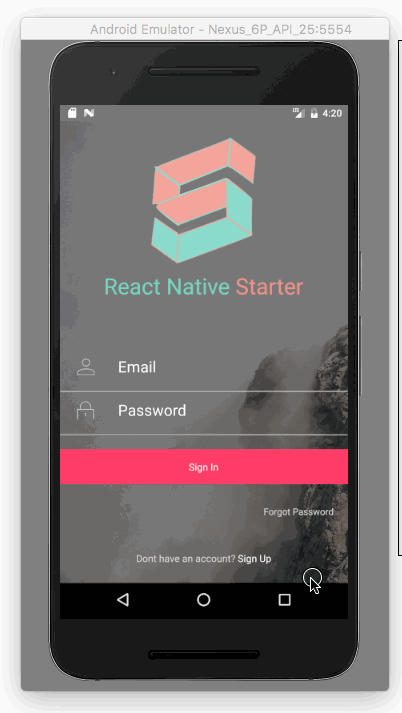 Android Emulator - Nexus_6P_API_25:5554
4:20
React Native Starter
Email
Password
Sign In
Forgot Password
Dont have an account? Sign Up